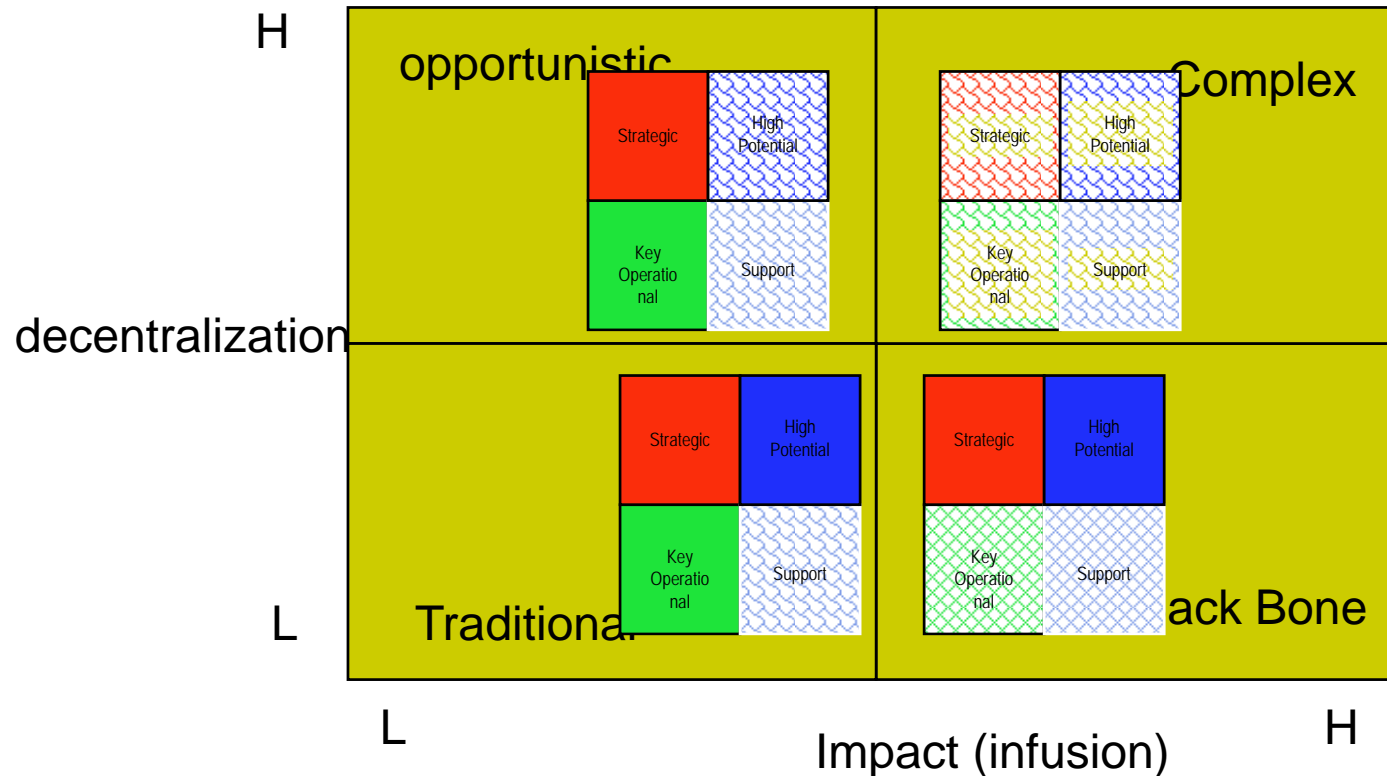 H
opportunistic
Complex
Strategic
High
Potential
Key
Operatio
nal
Support
Strategic
High
Potential
Key
Operatio
nal
Support
decentralization
Strategic
High
Potential
Key
Operatio
nal
Support
Strategic
High
Potential
Key
Operatio
nal
Support
L
Traditional
ack Bone
L
H
Impact (infusion)